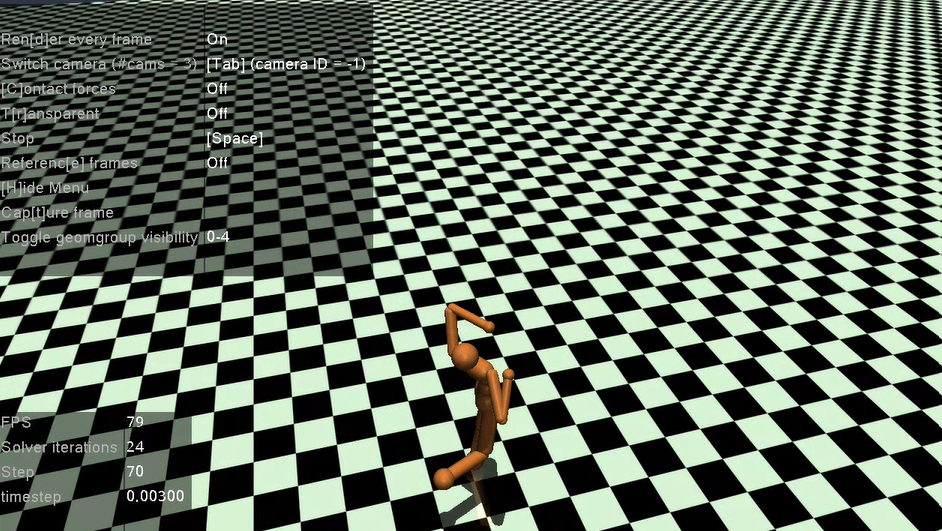 Ren[d]er every frame On
Switch camera (#cams = 3) [Tab] (camera ID = -1)
[C]ontact forces Off
T[r]ansparent Off
Stop [Space]
Referenc[e] frames Off
[H]ide Menu
Cap[t]ure frame
Toggle geomgroup visibility 0-4
FPS 79
Solver iterations 24
Step 70
timestep 0.00300